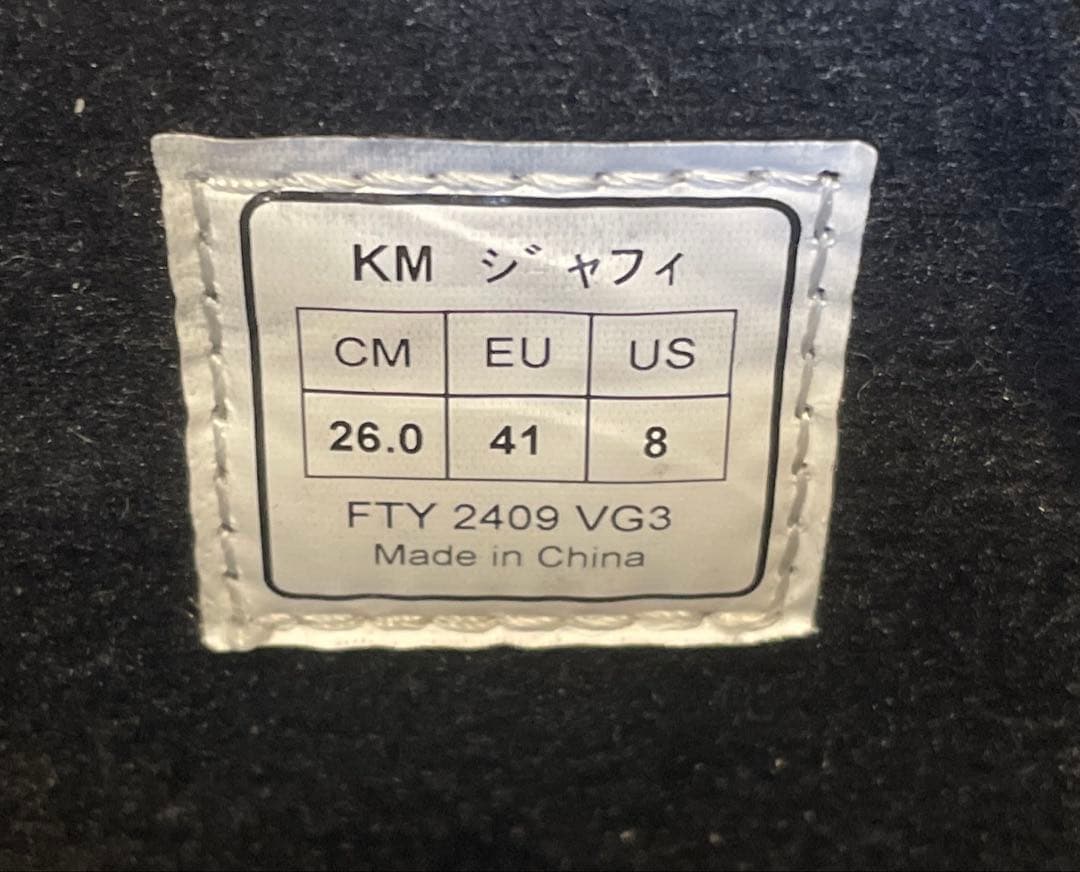 KM ジャフィ
CM EU US
26.0 41 8
FTY 2409 VG3
Made in China